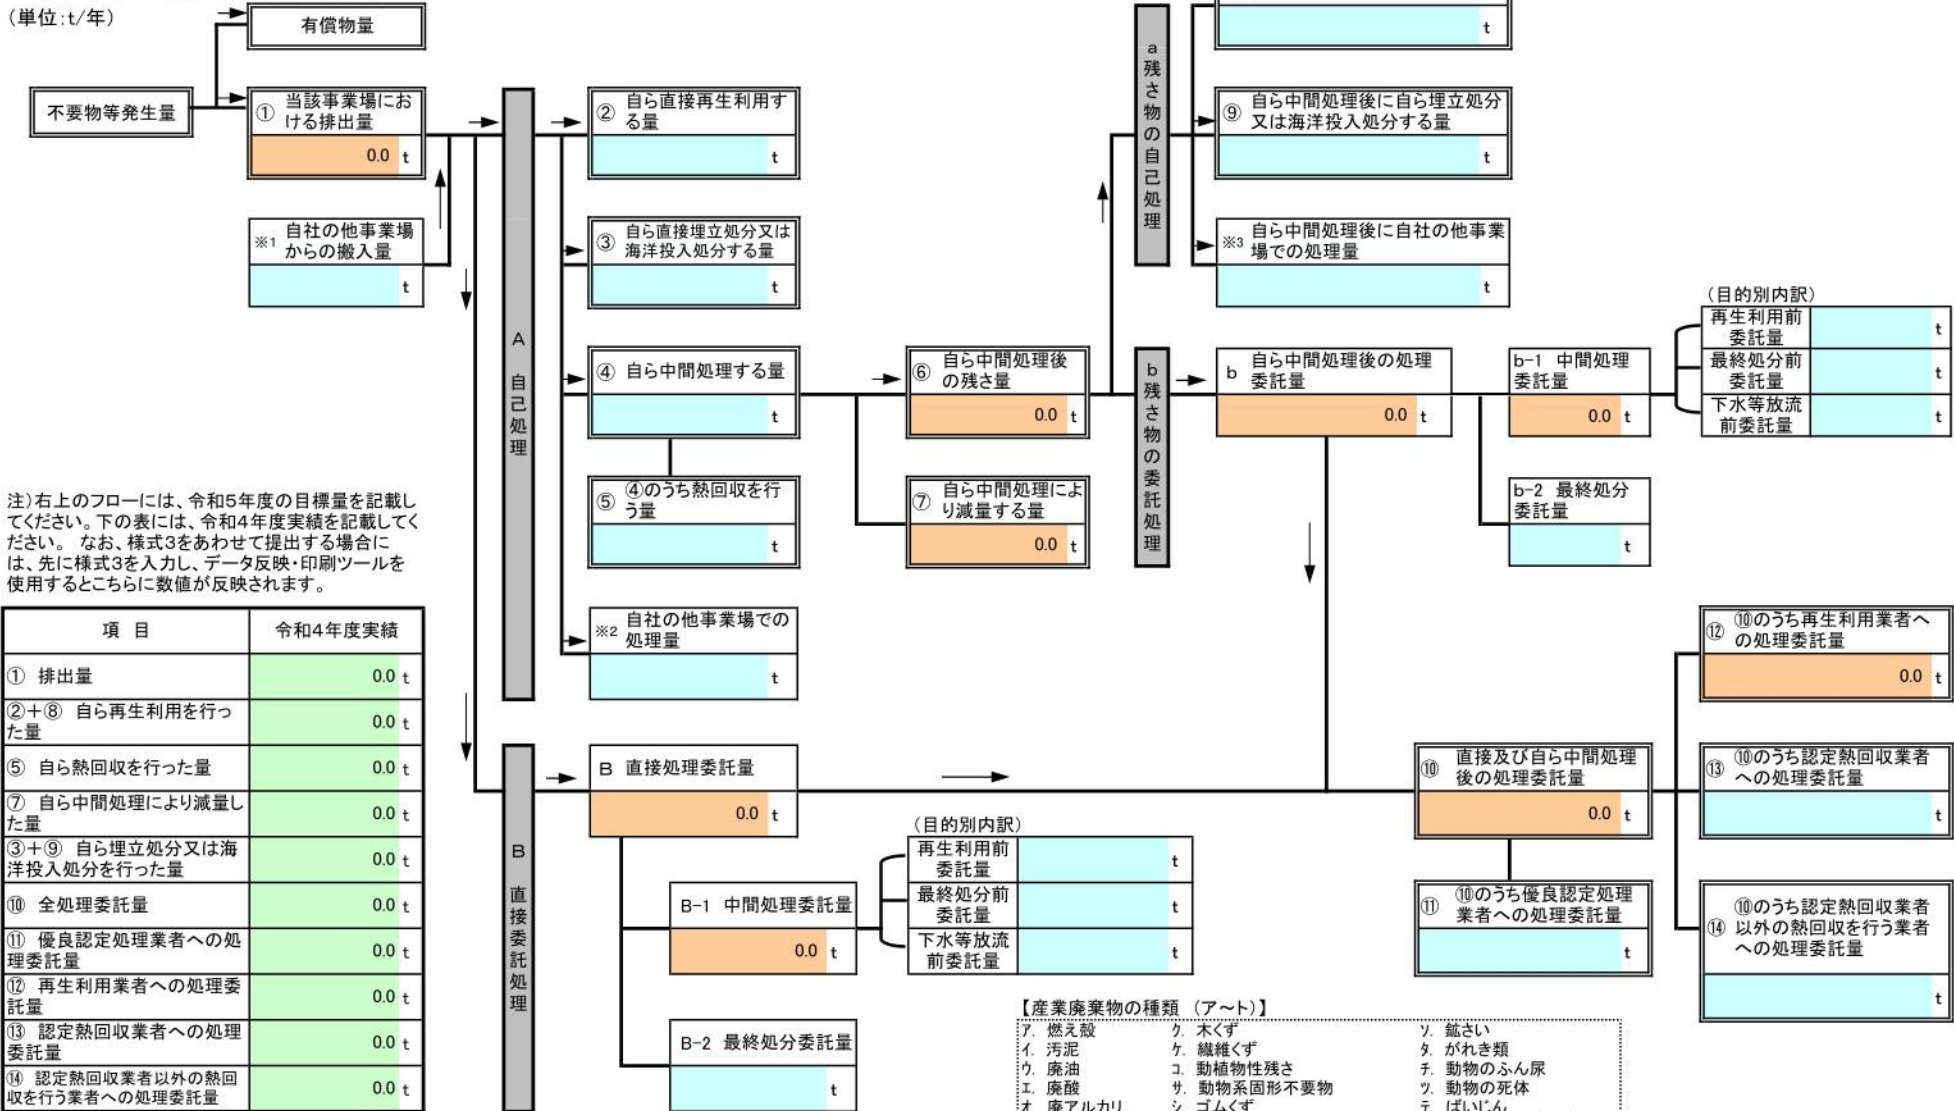 (単位:t/年)
有償物量
t
不要物等発生量
① 当該事業場にお
ける排出量
0.0 t
※1 自社の他事業場
からの搬入量
t
A 自己処理
② 自ら直接再生利用す
る量
t
③ 自ら直接埋立処分又は
海洋投入処分する量
t
④ 自ら中間処理する量
t
⑤ ④のうち熱回収を行
う量
t
※2 自社の他事業場での
処理量
t
⑥ 自ら中間処理後
の残さ量
0.0 t
⑦ 自ら中間処理によ
り減量する量
0.0 t
a 残さ物の自己処理
⑨ 自ら中間処理後に自ら埋立処分
又は海洋投入処分する量
t
※3 自ら中間処理後に自社の他事業
場での処理量
t
b 残さ物の委託処理
b 自ら中間処理後の処理
委託量
0.0 t
b-1 中間処理
委託量
0.0 t
b-2 最終処分
委託量
t
(目的別内訳)
再生利用前
委託量
t
最終処分前
委託量
t
下水等放流
前委託量
t
注)右上のフローには、令和5年度の目標量を記載し
てください。下の表には、令和4年度実績を記載してく
ださい。 なお、様式3をあわせて提出する場合に
は、先に様式3を入力し、データ反映・印刷ツールを
使用するとこちらに数値が反映されます。
項 目 令和4年度実績
① 排出量 0.0 t
②+⑧ 自ら再生利用を行っ
た量 0.0 t
⑤ 自ら熱回収を行った量 0.0 t
⑦ 自ら中間処理により減量し
た量 0.0 t
③+⑨ 自ら埋立処分又は海
洋投入処分を行った量 0.0 t
⑩ 全処理委託量 0.0 t
⑪ 優良認定処理業者への処
理委託量 0.0 t
⑫ 再生利用業者への処理委
託量 0.0 t
⑬ 認定熱回収業者への処理
委託量 0.0 t
⑭ 認定熱回収業者以外の熱回
収を行う業者への処理委託量 0.0 t
B 直接委託処理
B 直接処理委託量
0.0 t
B-1 中間処理委託量
0.0 t
B-2 最終処分委託量
t
(目的別内訳)
再生利用前
委託量
t
最終処分前
委託量
t
下水等放流
前委託量
t
⑩ 直接及び自ら中間処理
後の処理委託量
0.0 t
⑪ ⑩のうち優良認定処理
業者への処理委託量
t
⑫ ⑩のうち再生利用業者へ
の処理委託量
0.0 t
⑬ ⑩のうち認定熱回収業者
への処理委託量
t
⑭ ⑩のうち認定熱回収業者
以外の熱回収を行う業者
への処理委託量
t
【産業廃棄物の種類 (ア~ト)】
ア. 燃え殻 ク. 木くず ソ. 鉱さい
イ. 汚泥 ケ. 繊維くず タ. がれき類
ウ. 廃油 コ. 動植物性残さ チ. 動物のふん尿
エ. 廃酸 サ. 動物系固形不要物 ツ. 動物の死体
オ. 廃アルカリ シ. ゴムくず テ. ばいじん